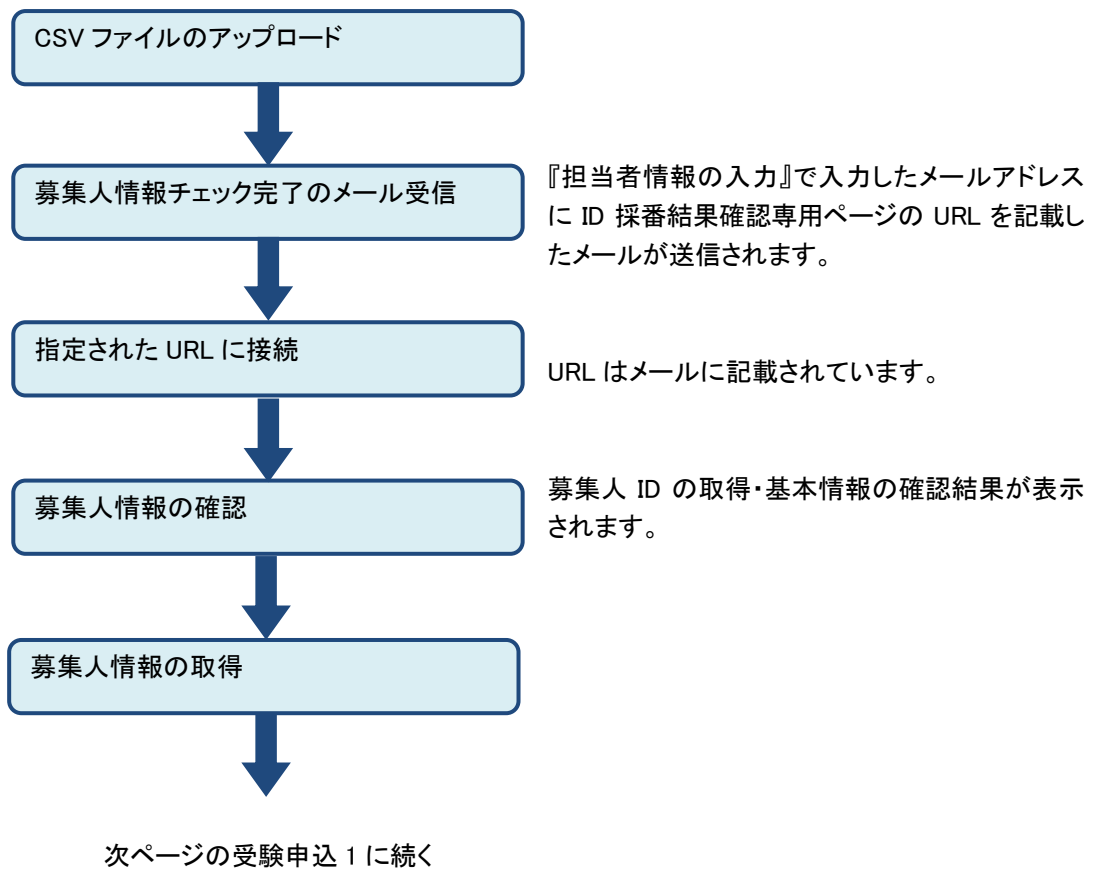 CSV ファイルのアップロード
募集人情報チェック完了のメール受信
『担当者情報の入力』で入力したメールアドレス
に ID 採番結果確認専用ページの URL を記載し
たメールが送信されます。
指定された URL に接続
URL はメールに記載されています。
募集人情報の確認
募集人 ID の取得・基本情報の確認結果が表示
されます。
募集人情報の取得
次ページの受験申込 1 に続く